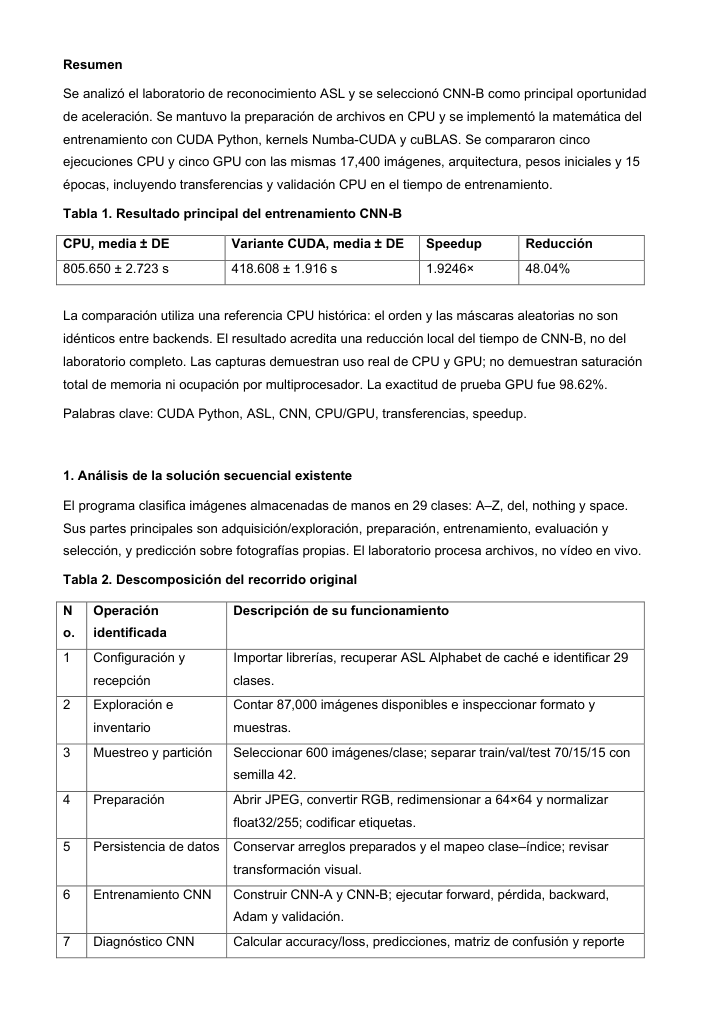 Resumen
Se analizó el laboratorio de reconocimiento ASL y se seleccionó CNN-B como principal oportunidad
de aceleración. Se mantuvo la preparación de archivos en CPU y se implementó la matemática del
entrenamiento con CUDA Python, kernels Numba-CUDA y cuBLAS. Se compararon cinco
ejecuciones CPU y cinco GPU con las mismas 17,400 imágenes, arquitectura, pesos iniciales y 15
épocas, incluyendo transferencias y validación CPU en el tiempo de entrenamiento.
Tabla 1. Resultado principal del entrenamiento CNN-B
CPU, media ± DE Variante CUDA, media ± DE Speedup Reducción
805.650 ± 2.723 s 418.608 ± 1.916 s 1.9246× 48.04%
La comparación utiliza una referencia CPU histórica: el orden y las máscaras aleatorias no son
idénticos entre backends. El resultado acredita una reducción local del tiempo de CNN-B, no del
laboratorio completo. Las capturas demuestran uso real de CPU y GPU; no demuestran saturación
total de memoria ni ocupación por multiprocesador. La exactitud de prueba GPU fue 98.62%.
Palabras clave: CUDA Python, ASL, CNN, CPU/GPU, transferencias, speedup.
1. Análisis de la solución secuencial existente
El programa clasifica imágenes almacenadas de manos en 29 clases: A–Z, del, nothing y space.
Sus partes principales son adquisición/exploración, preparación, entrenamiento, evaluación y
selección, y predicción sobre fotografías propias. El laboratorio procesa archivos, no vídeo en vivo.
Tabla 2. Descomposición del recorrido original
N Operación Descripción de su funcionamiento
o. identificada
1 Configuración y Importar librerías, recuperar ASL Alphabet de caché e identificar 29
recepción clases.
2 Exploración e Contar 87,000 imágenes disponibles e inspeccionar formato y
inventario muestras.
3 Muestreo y partición Seleccionar 600 imágenes/clase; separar train/val/test 70/15/15 con
semilla 42.
4 Preparación Abrir JPEG, convertir RGB, redimensionar a 64×64 y normalizar
float32/255; codificar etiquetas.
5 Persistencia de datos Conservar arreglos preparados y el mapeo clase–índice; revisar
transformación visual.
6 Entrenamiento CNN Construir CNN-A y CNN-B; ejecutar forward, pérdida, backward,
Adam y validación.
7 Diagnóstico CNN Calcular accuracy/loss, predicciones, matriz de confusión y reporte